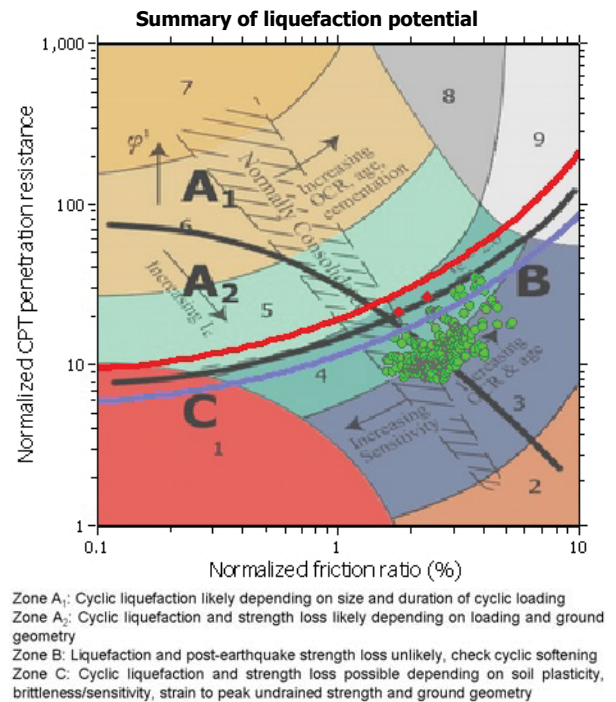 Summary of liquefaction potential
1,000
100
10
1
0.1
1
10
Normalized CPT penetration resistance
Normalized friction ratio (%)
7
8
9
φ'
A1
Normally Consolid
Increasing
OCR, age,
cementation
6
A2
Increasing Ic
5
B
4
C
1
Increasing
OCR & age
Increasing
Sensitivity
3
2
Zone A1: Cyclic liquefaction likely depending on size and duration of cyclic loading
Zone A2: Cyclic liquefaction and strength loss likely depending on loading and ground
geometry
Zone B: Liquefaction and post-earthquake strength loss unlikely, check cyclic softening
Zone C: Cyclic liquefaction and strength loss possible depending on soil plasticity,
brittleness/sensitivity, strain to peak undrained strength and ground geometry